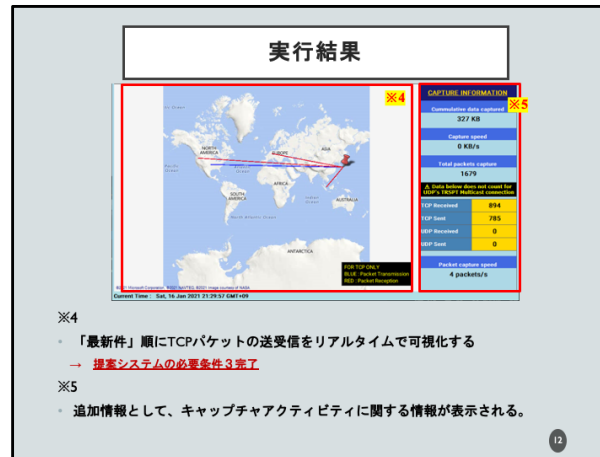 実行結果
※4
※5
NORTH
AMERICA
EUROPE
ASIA
AFRICA
SOUTH
AMERICA
AUSTRALIA
ANTARCTICA
Indian
Ocean
FOR TCP ONLY
BLUE : Packet Transmission
RED : Packet Reception
Current Time : Sat, 16 Jan 2021 21:29:57 GMT+09
CAPTURE INFORMATION
Cummulative data captured
327 KB
Capture speed
0 KB/s
Total packets capture
1679
⚠ Data below does not count for
UDP's TRSPT Multicast connection
TCP Received 894
TCP Sent 785
UDP Received 0
UDP Sent 0
Packet capture speed
4 packets/s
※4
「最新件」順にTCPパケットの送受信をリアルタイムで可視化する
→ 提案システムの必要条件3完了
※5
追加情報として、キャップチャアクティビティに関する情報が表示される。
12